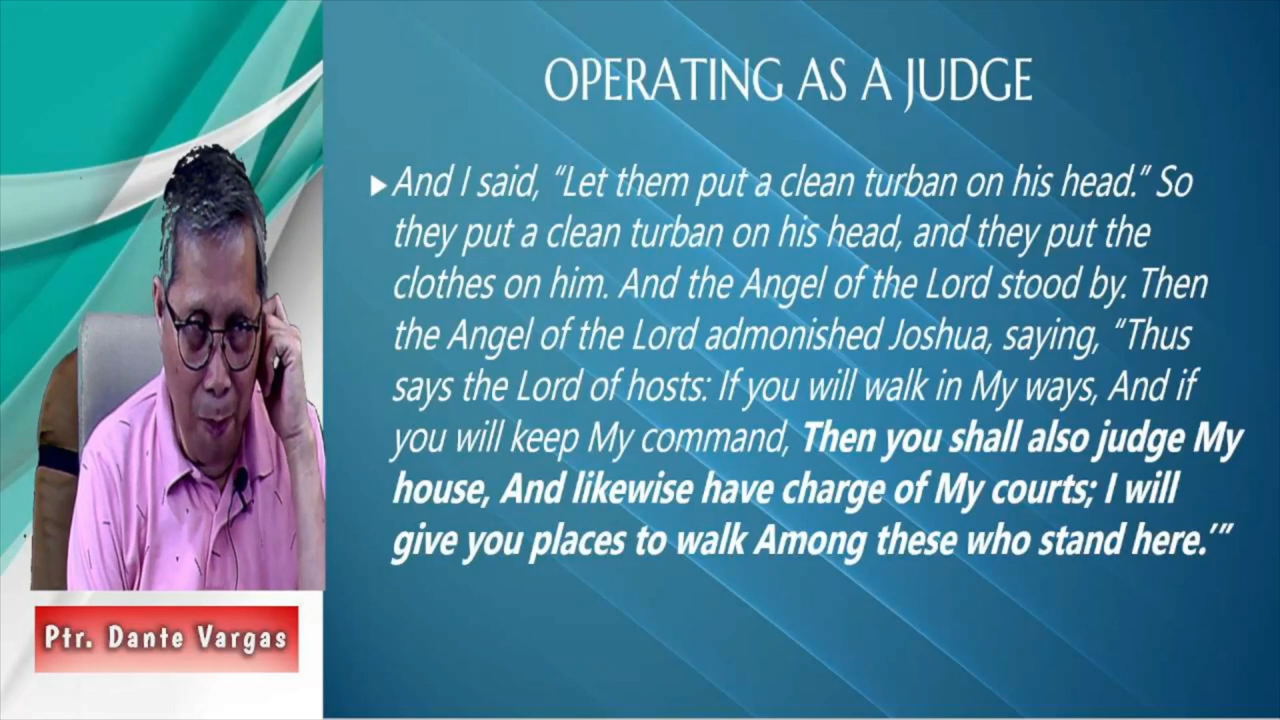 OPERATING AS A JUDGE
And I said, “Let them put a clean turban on his head.” So
they put a clean turban on his head, and they put the
clothes on him. And the Angel of the Lord stood by. Then
the Angel of the Lord admonished Joshua, saying, “Thus
says the Lord of hosts: If you will walk in My ways, And if
you will keep My command, Then you shall also judge My
house, And likewise have charge of My courts; I will
give you places to walk Among these who stand here.’”
Ptr. Dante Vargas